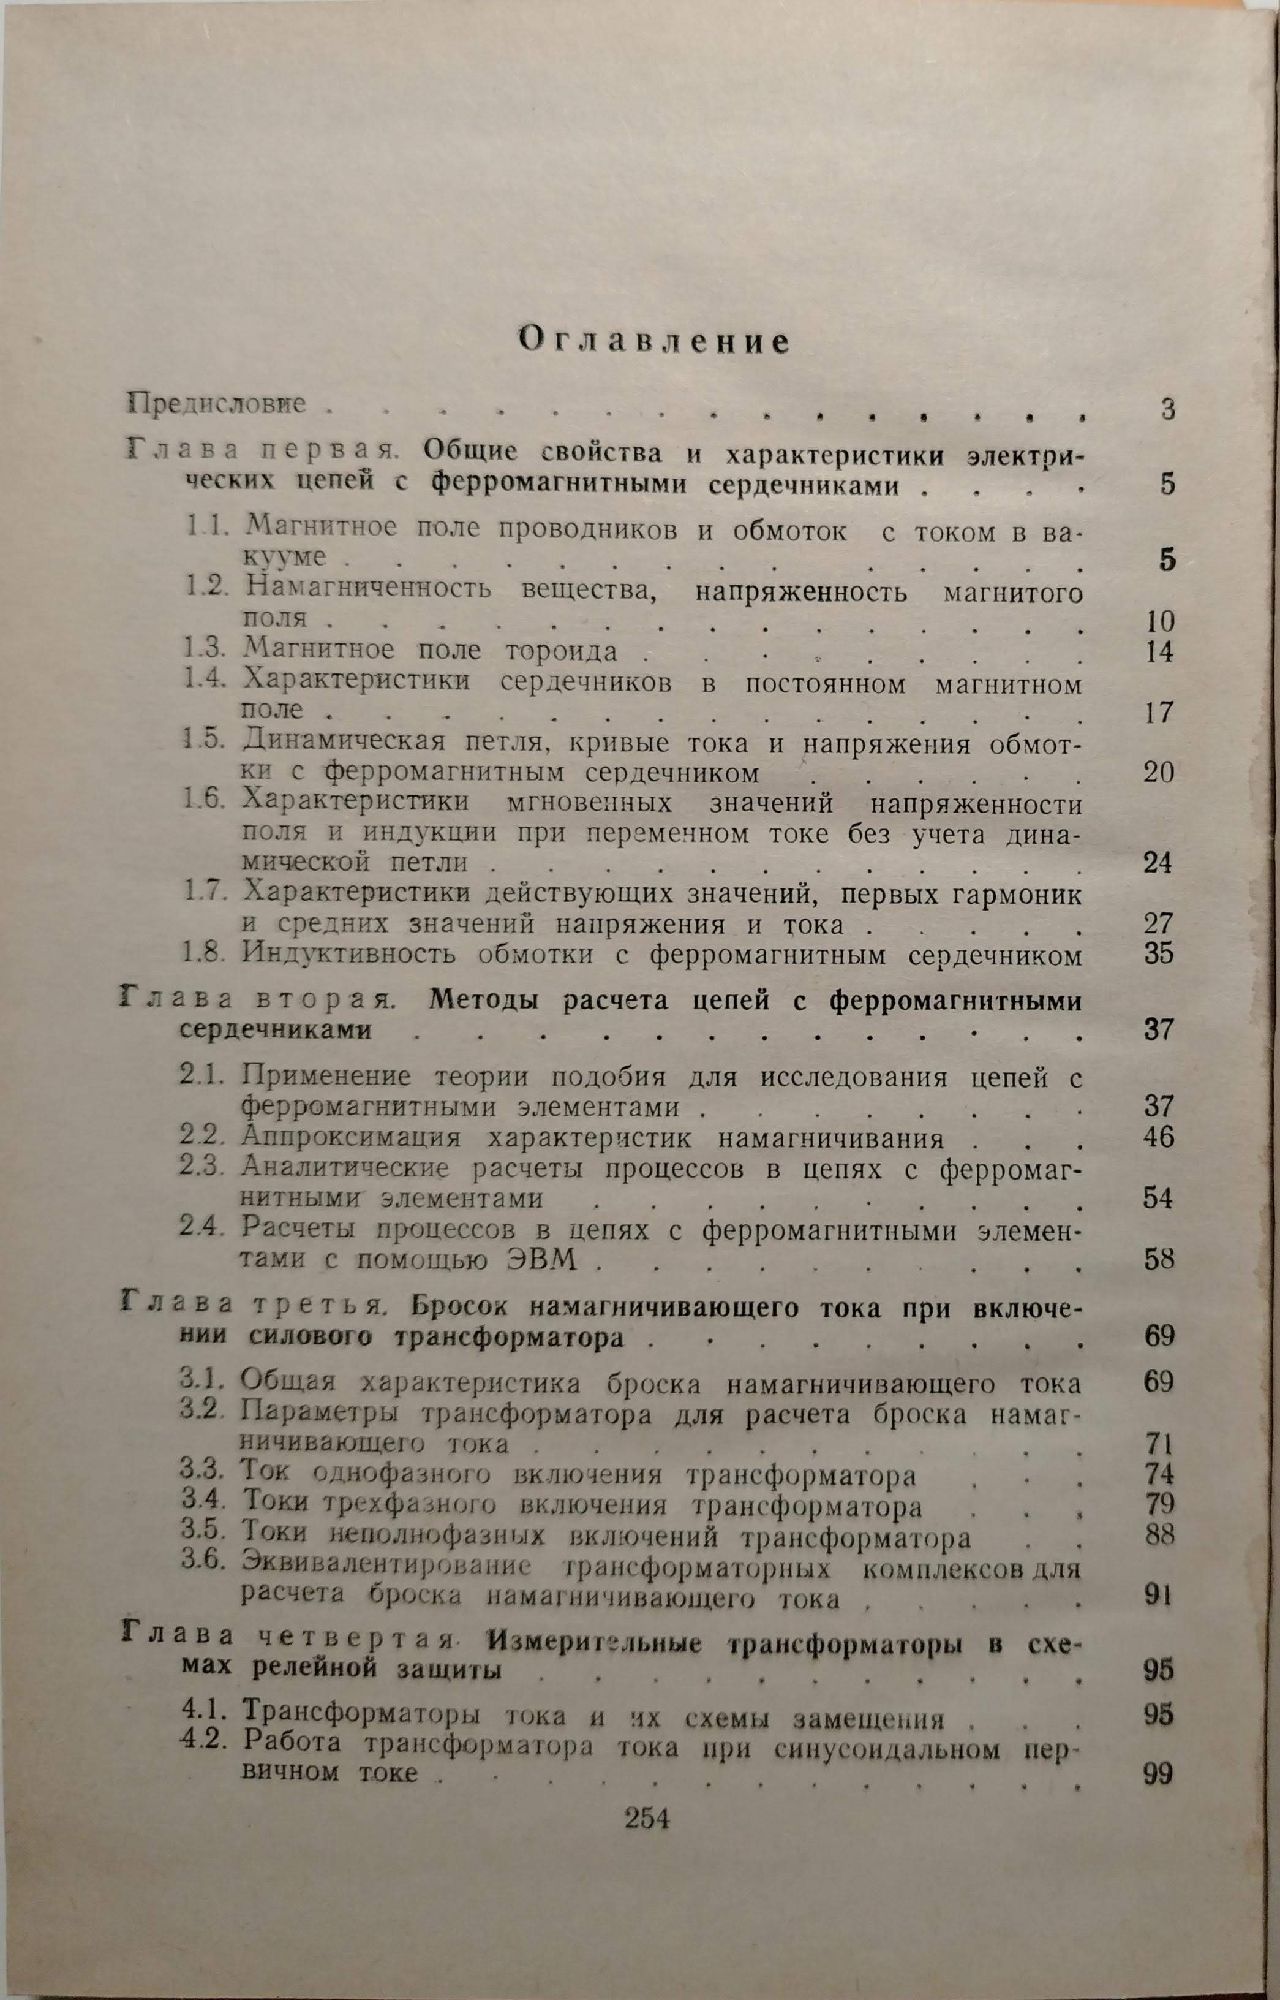 Оглавление
Предисловие . . . . . . . . . . . . . . . 3
Глава первая. Общие свойства и характеристики электри-
ческих цепей с ферромагнитными сердечниками . . . . 5
1.1. Магнитное поле проводников и обмоток с током в ва-
кууме . . . . . . . . . . . . . . 5
1.2. Намагниченность вещества, напряженность магнитого
поля . . . . . . . . . . . . . . . 10
1.3. Магнитное поле тороида . . . . . . . . . 14
1.4. Характеристики сердечников в постоянном магнитном
поле . . . . . . . . . . . . . . . 17
1.5. Динамическая петля, кривые тока и напряжения обмот-
ки с ферромагнитным сердечником . . . . . . 20
1.6. Характеристики мгновенных значений напряженности
поля и индукции при переменном токе без учета дина-
мической петли . . . . . . . . . . . . 24
1.7. Характеристики действующих значений, первых гармоник
и средних значений напряжения и тока . . . . . 27
1.8. Индуктивность обмотки с ферромагнитным сердечником 35
Глава вторая. Методы расчета цепей с ферромагнитными
сердечниками . . . . . . . . . . . . . 37
2.1. Применение теории подобия для исследования цепей с
ферромагнитными элементами . . . . . . . . 37
2.2. Аппроксимация характеристик намагничивания . . . 46
2.3. Аналитические расчеты процессов в цепях с ферромаг-
нитными элементами . . . . . . . . . . 54
2.4. Расчеты процессов в цепях с ферромагнитными элемен-
тами с помощью ЭВМ . . . . . . . . . . 58
Глава третья. Бросок намагничивающего тока при включе-
нии силового трансформатора . . . . . . . . . 69
3.1. Общая характеристика броска намагничивающего тока 69
3.2. Параметры трансформатора для расчета броска намаг-
ничивающего тока . . . . . . . . . . . 71
3.3. Ток однофазного включения трансформатора . . . 74
3.4. Токи трехфазного включения трансформатора . . . 79
3.5. Токи неполнофазных включений трансформатора . . 88
3.6. Эквивалентирование трансформаторных комплексов для
расчета броска намагничивающего тока . . . . . 91
Глава четвертая. Измерительные трансформаторы в схе-
мах релейной защиты . . . . . . . . . . . 95
4.1. Трансформаторы тока и их схемы замещения . . . 95
4.2. Работа трансформатора тока при синусоидальном пер-
вичном токе . . . . . . . . . . . . . 99
254